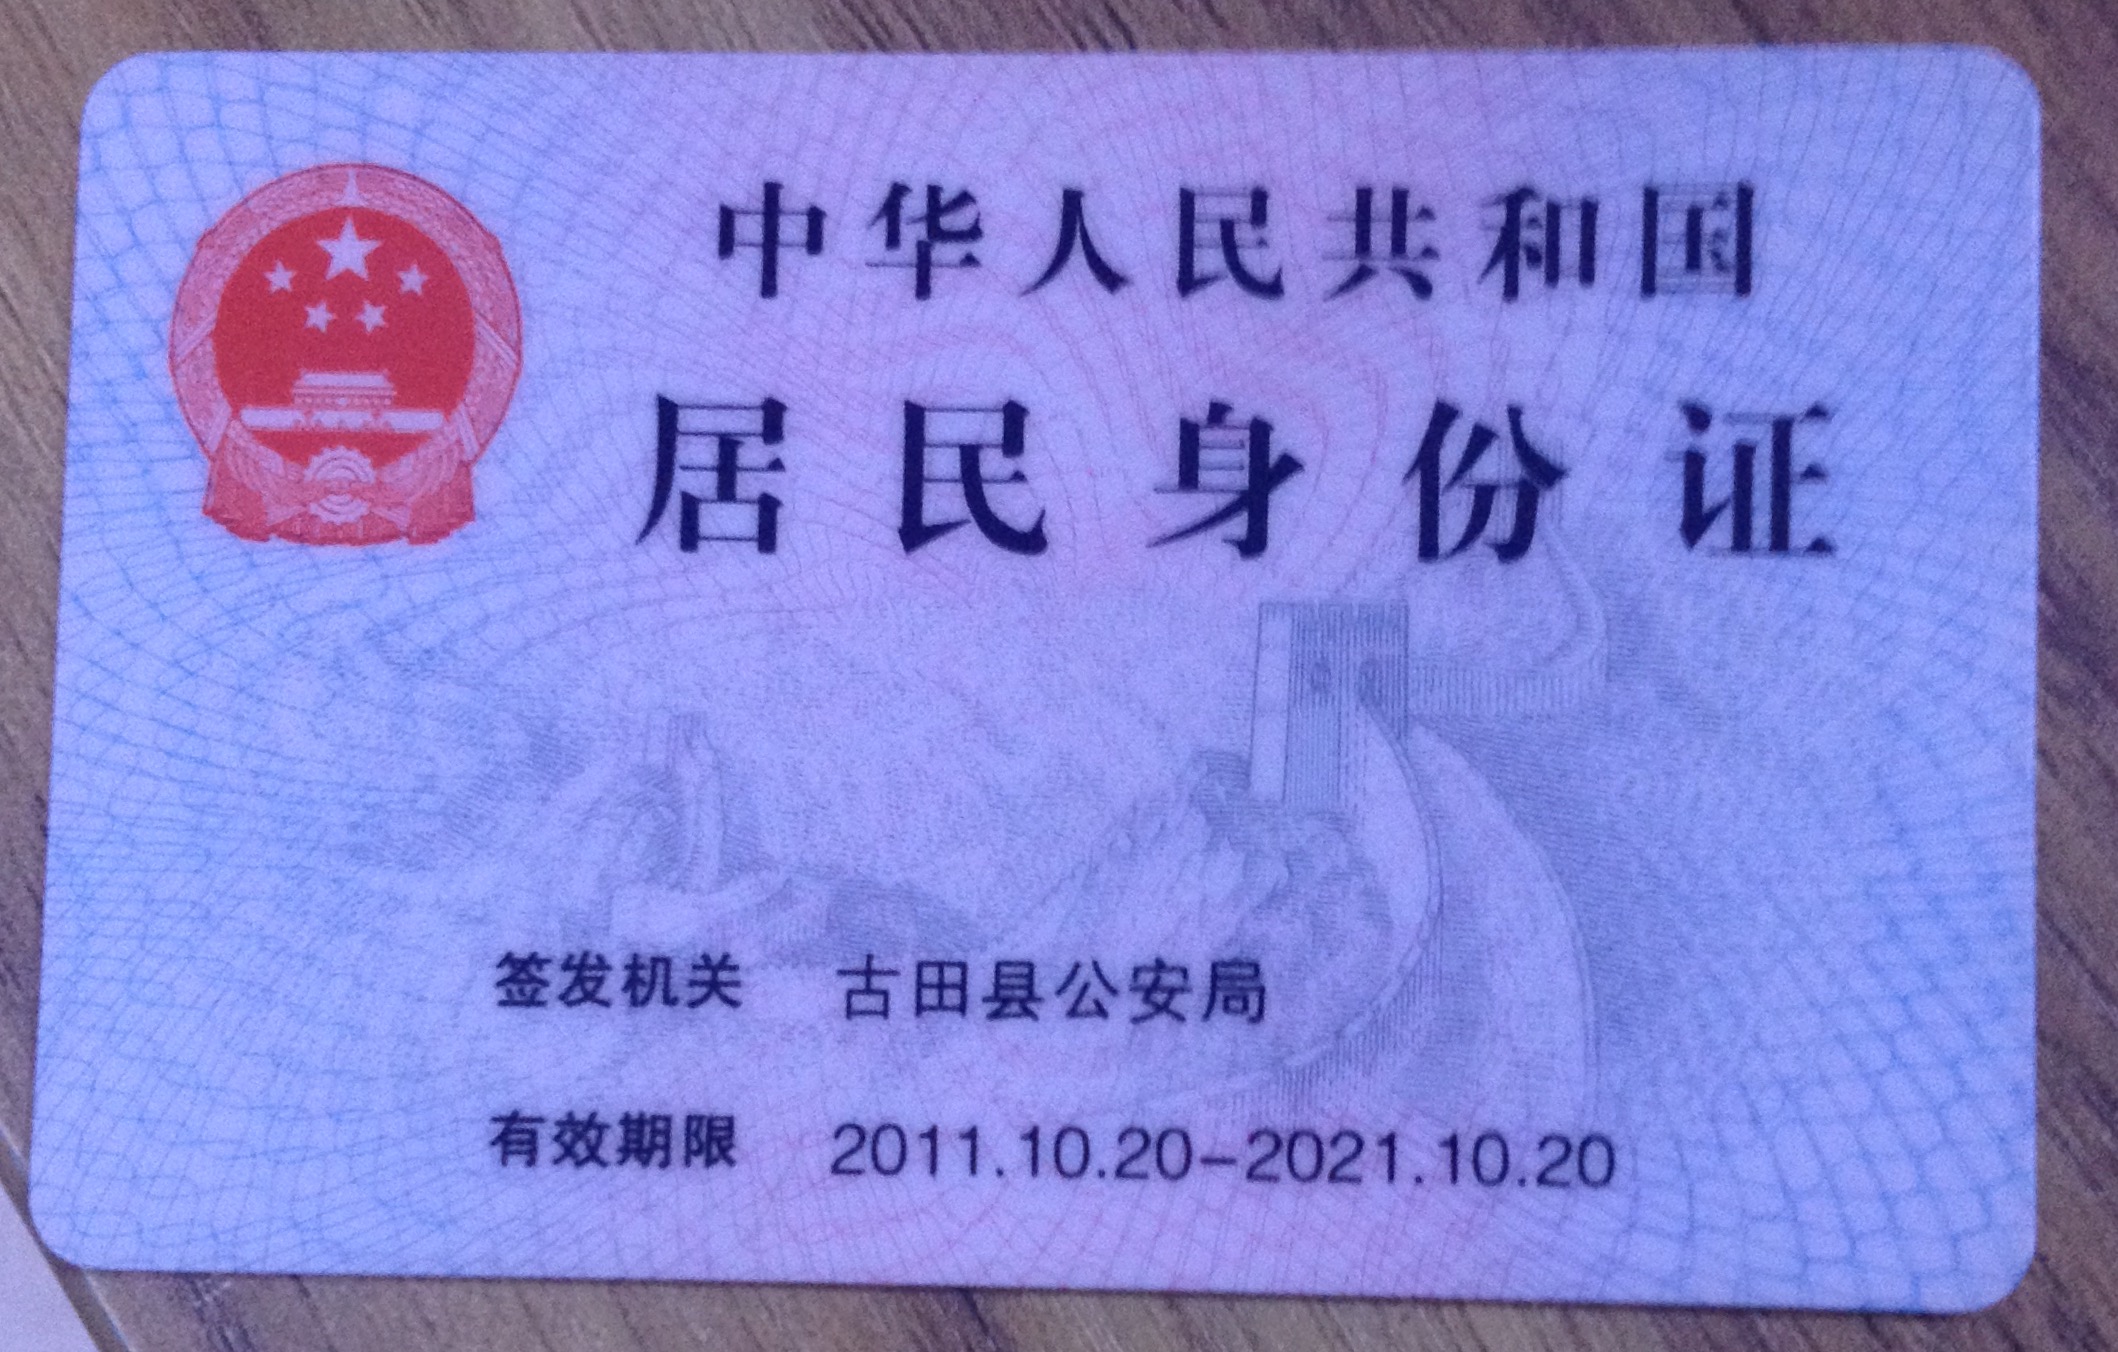 中华人民共和国
居民身份证
签发机关 古田县公安局
有效期限 2011.10.20-2021.10.20